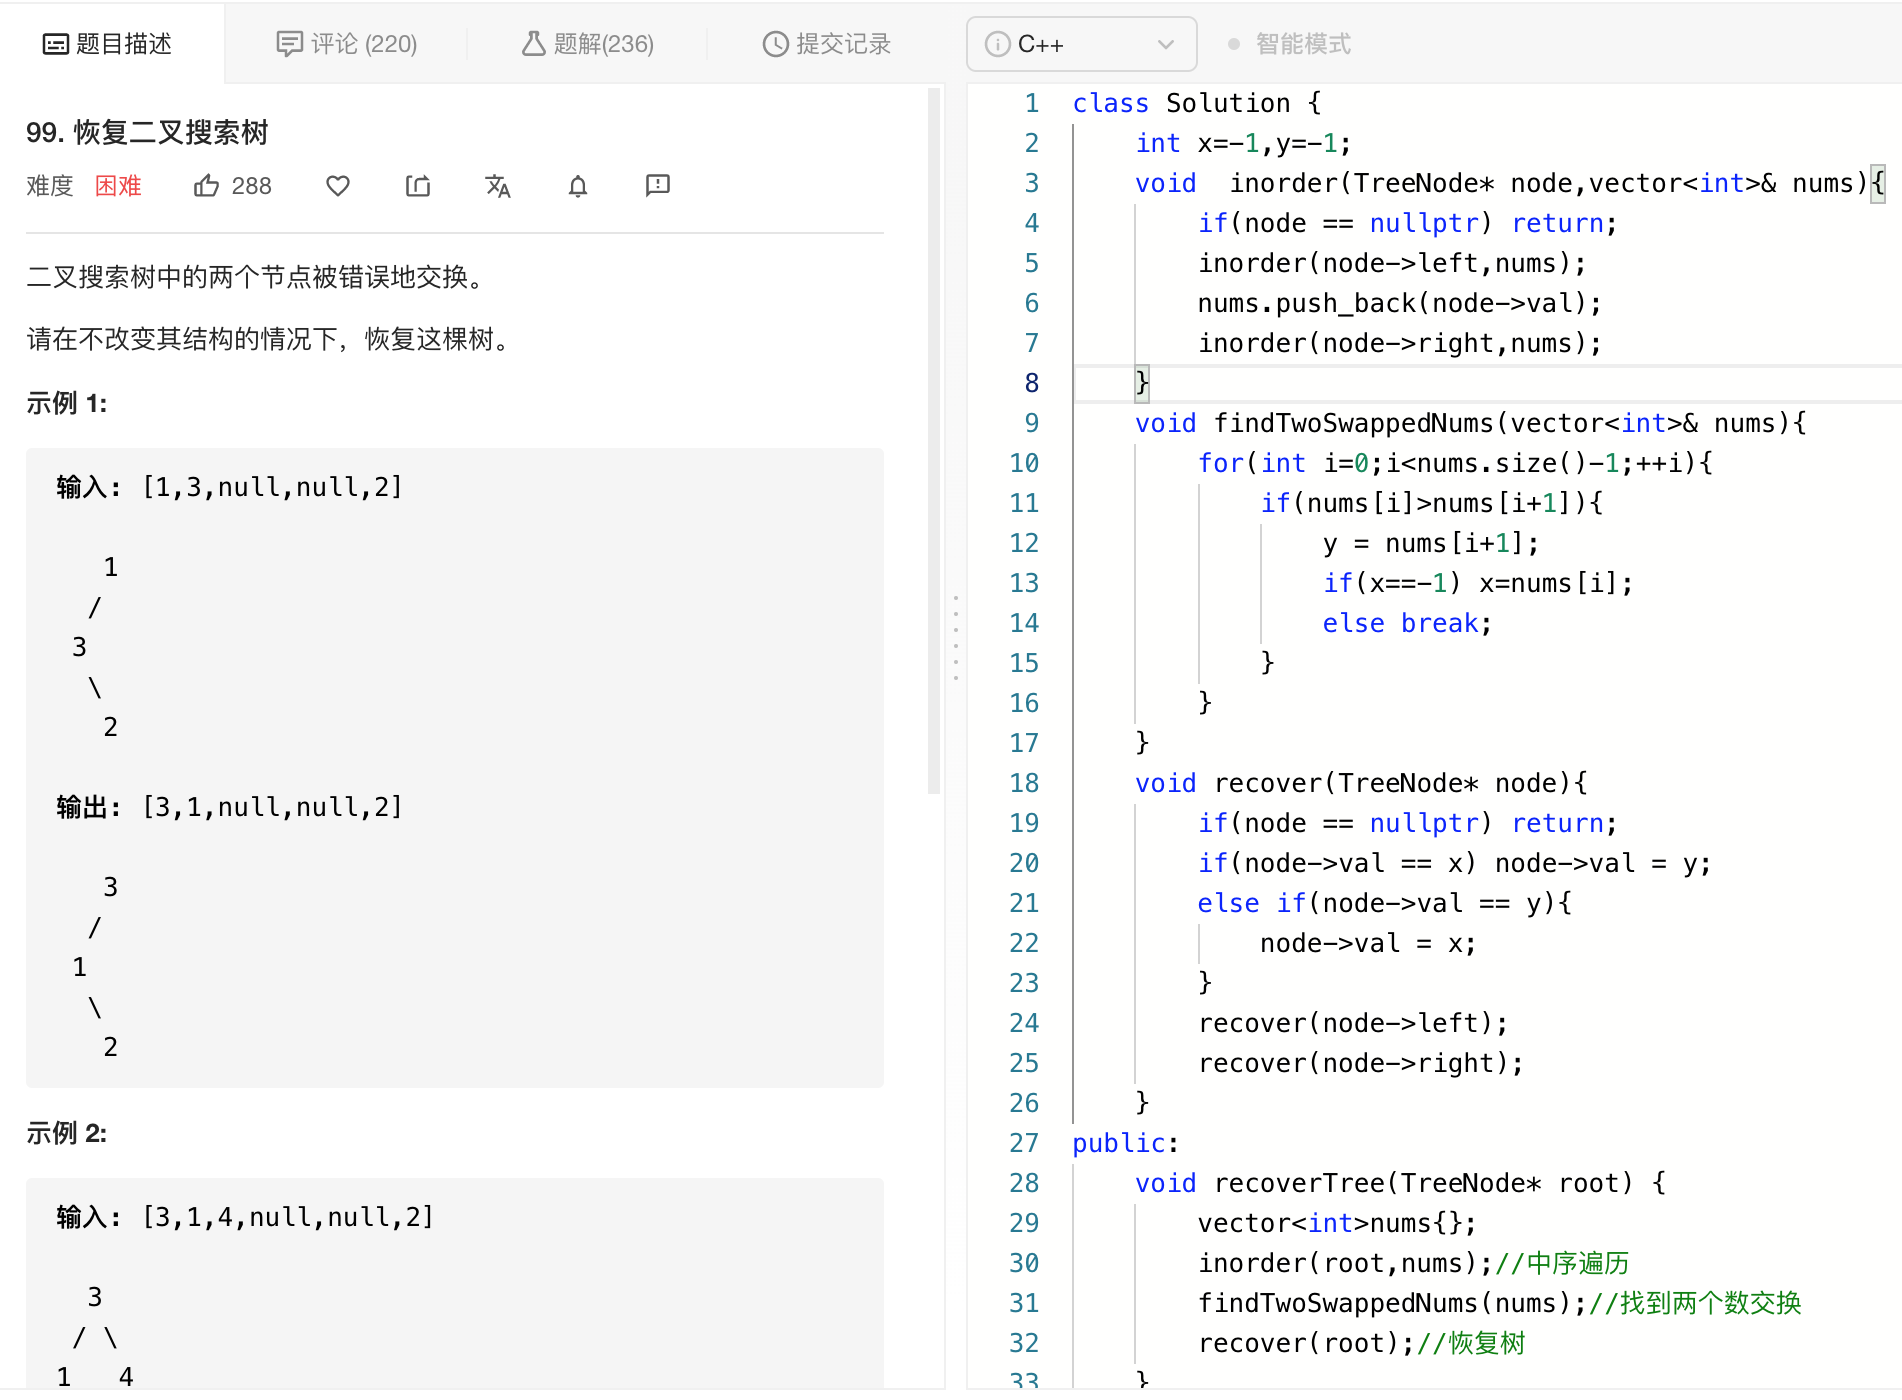 题目描述
评论 (220)
题解(236)
提交记录
99. 恢复二叉搜索树
难度 困难 288
二叉搜索树中的两个节点被错误地交换。
请在不改变其结构的情况下，恢复这棵树。
示例 1:
输入: [1,3,null,null,2]
   1
  /
 3
  \
   2
输出: [3,1,null,null,2]
   3
  /
 1
  \
   2
示例 2:
输入: [3,1,4,null,null,2]
  3
 / \
1   4
C++
智能模式
1 class Solution {
2     int x=-1,y=-1;
3     void  inorder(TreeNode* node,vector<int>& nums){
4         if(node == nullptr) return;
5         inorder(node->left,nums);
6         nums.push_back(node->val);
7         inorder(node->right,nums);
8     }
9     void findTwoSwappedNums(vector<int>& nums){
10         for(int i=0;i<nums.size()-1;++i){
11             if(nums[i]>nums[i+1]){
12                 y = nums[i+1];
13                 if(x==-1) x=nums[i];
14                 else break;
15             }
16         }
17     }
18     void recover(TreeNode* node){
19         if(node == nullptr) return;
20         if(node->val == x) node->val = y;
21         else if(node->val == y){
22             node->val = x;
23         }
24         recover(node->left);
25         recover(node->right);
26     }
27 public:
28     void recoverTree(TreeNode* root) {
29         vector<int>nums{};
30         inorder(root,nums);//中序遍历
31         findTwoSwappedNums(nums);//找到两个数交换
32         recover(root);//恢复树
33     }